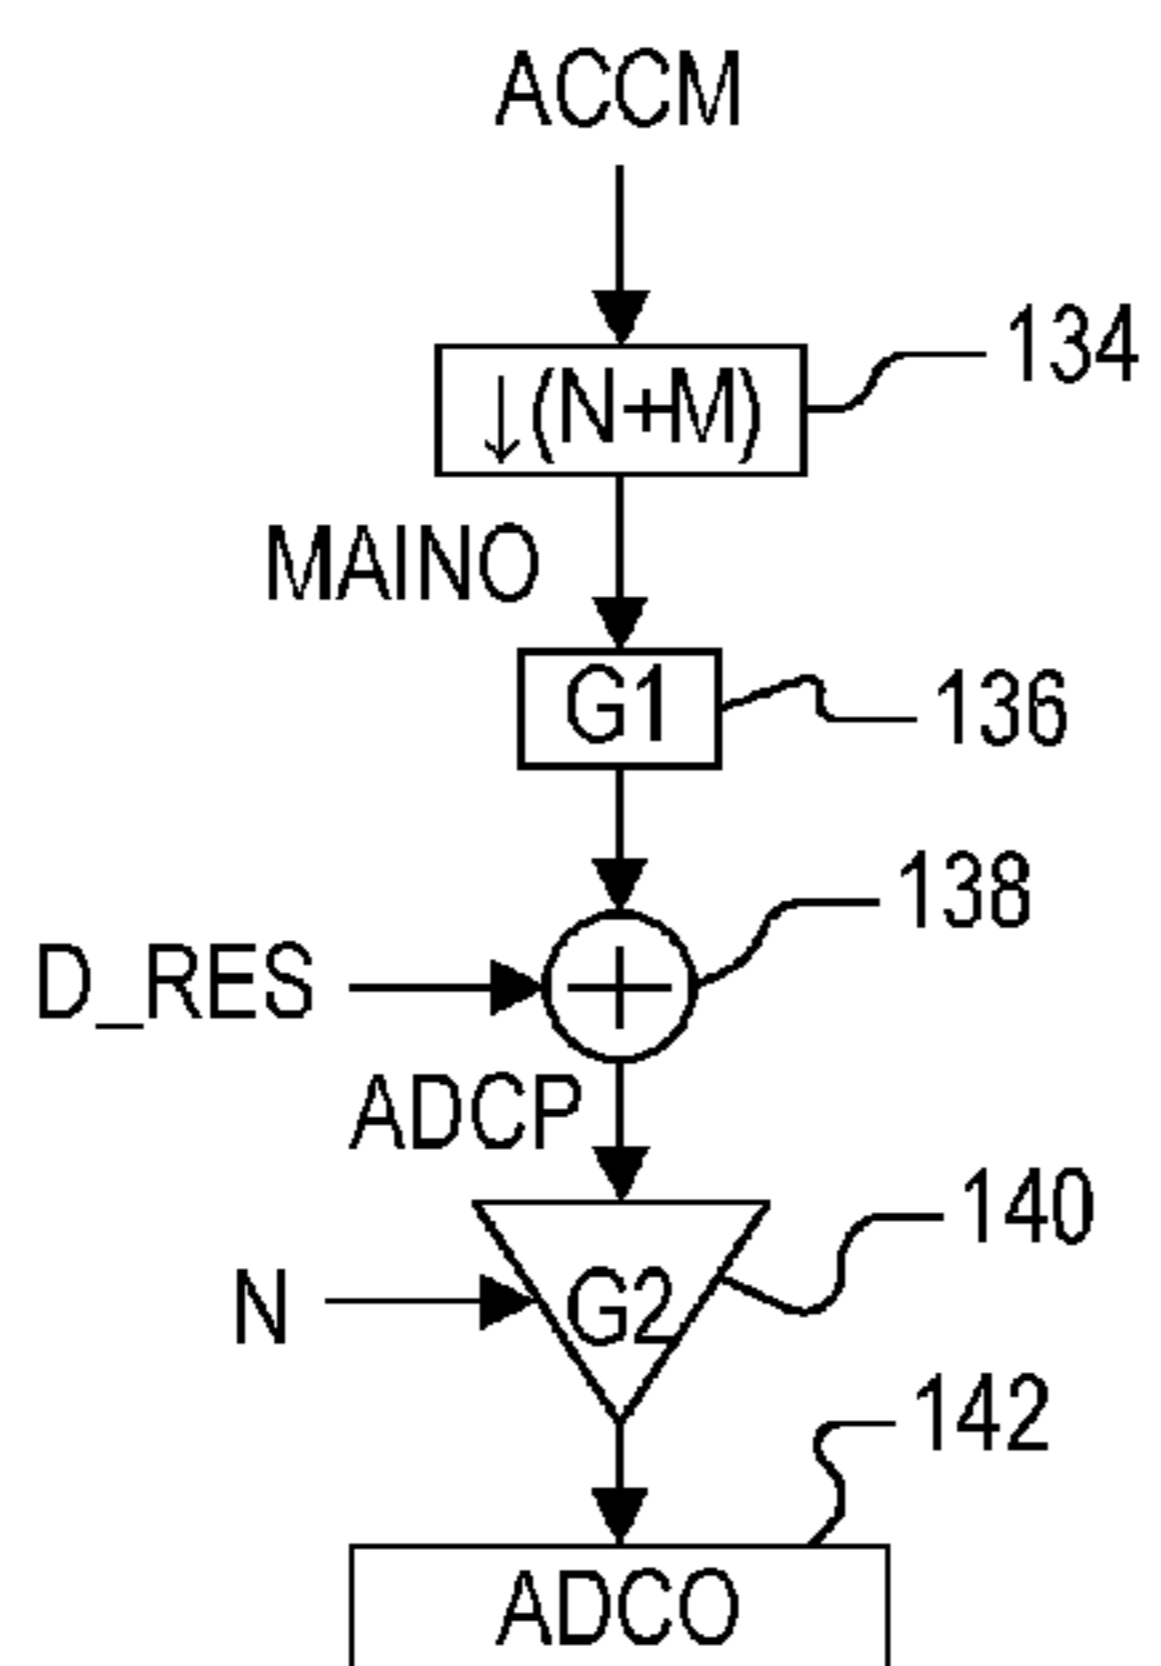 ACCM
↓(N+M)
134
MAINO
G1
136
138
D_RES
ADCP
140
N
G2
142
ADCO